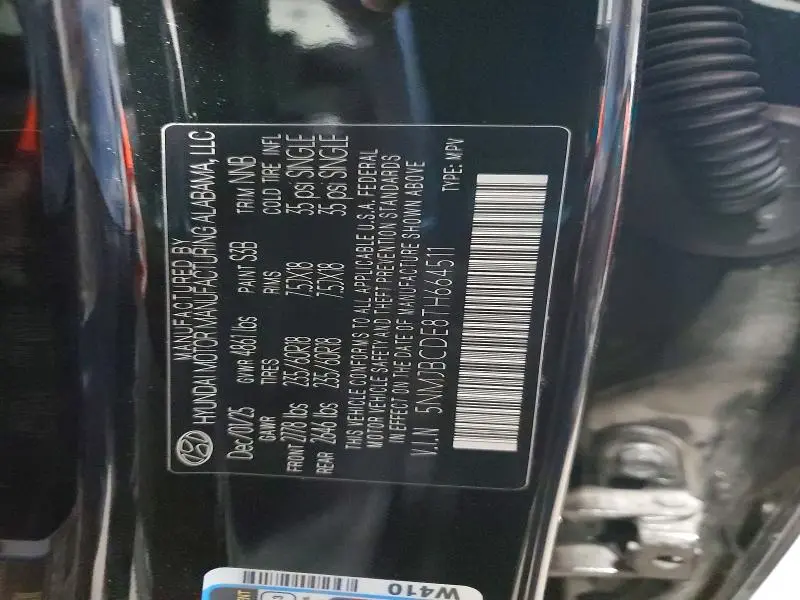 MANUFACTURED BY
HYUNDAI MOTOR MANUFACTURING ALABAMA, LLC
Dec/01/25 GVWR 4861 lbs PAINT S3B TRIM NNB
GAWR TIRES RIMS COLD TIRE INFL
FRONT 2778 lbs 235/60R18 7.5JX18 35 psi SINGLE
REAR 2646 lbs 235/60R18 7.5JX18 35 psi SINGLE
THIS VEHICLE CONFORMS TO ALL APPLICABLE U.S.A. FEDERAL
MOTOR VEHICLE SAFETY AND THEFT PREVENTION STANDARDS
IN EFFECT ON THE DATE OF MANUFACTURE SHOWN ABOVE
V.I.N 5NMJBCDE8TH664511
TYPE: MPV
W410